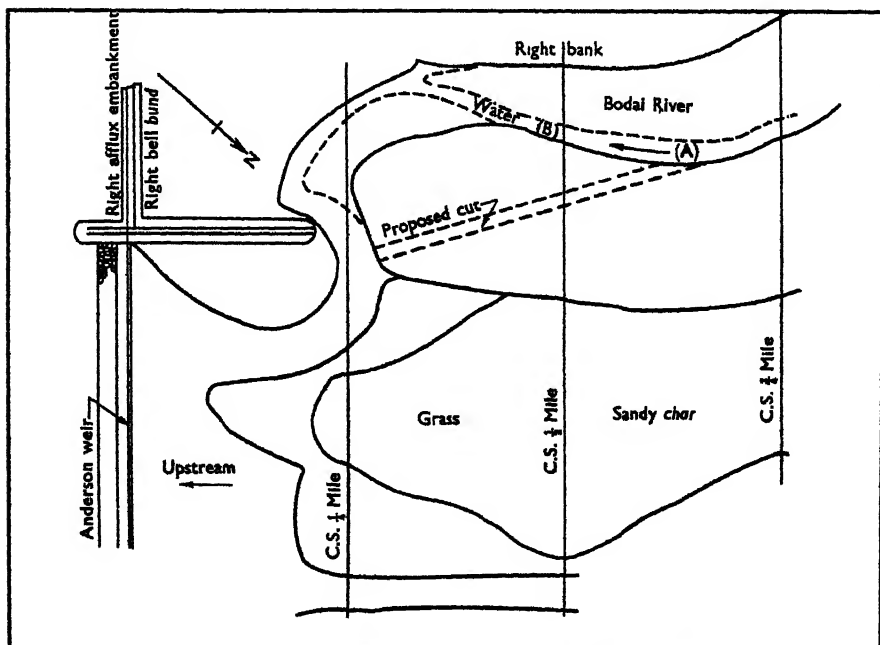 Right afflux embankment
Right bell bund
N
Right bank
Bodai River
Water (B)
(A)
Proposed cut
Anderson weir
Upstream
Grass
Sandy char
C.S. ¼ Mile
C.S. ½ Mile
C.S. ¾ Mile